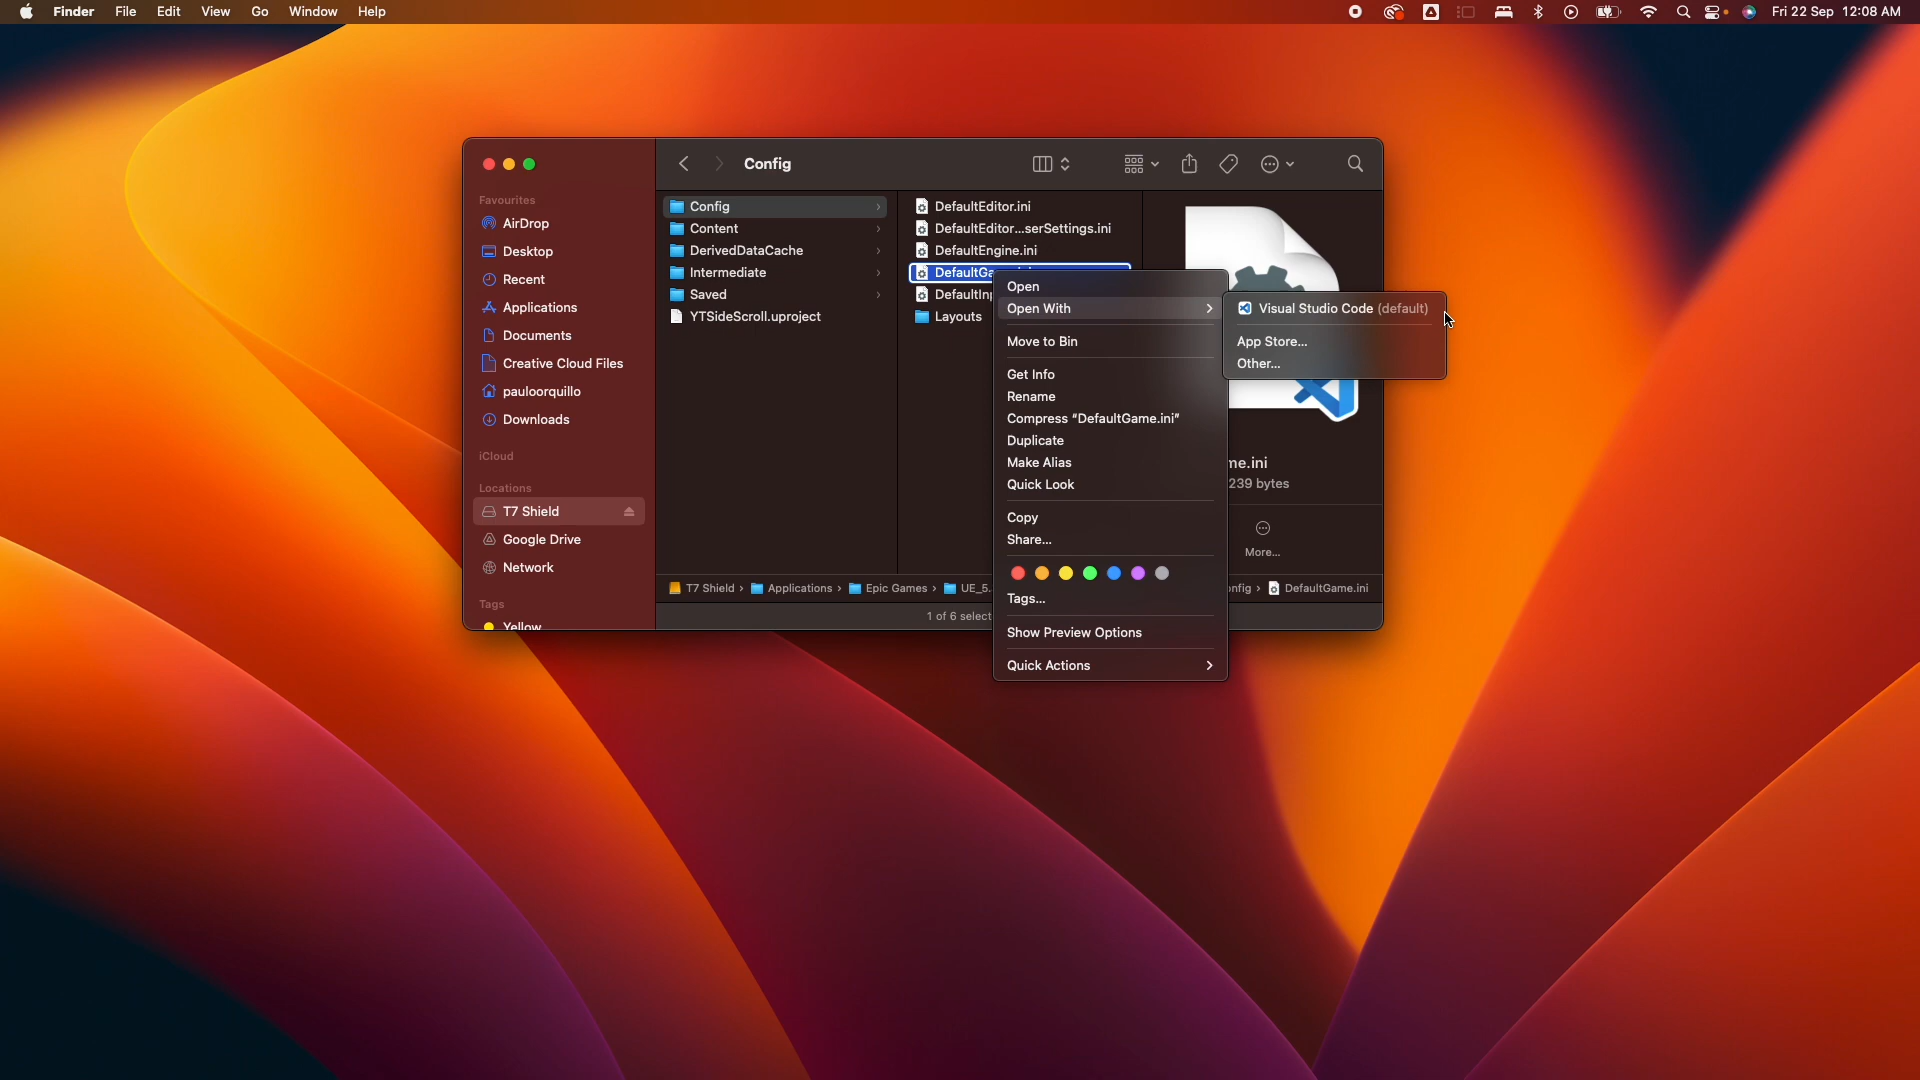 Finder File Edit View Go Window Help
Fri 22 Sep 12:08 AM
Config
Favourites
AirDrop
Desktop
Recent
Applications
Documents
Creative Cloud Files
pauloorquillo
Downloads
iCloud
Locations
T7 Shield
Google Drive
Network
Tags
Yellow
Config
Content
DerivedDataCache
Intermediate
Saved
YTSideScroll.uproject
DefaultEditor.ini
DefaultEditor...serSettings.ini
DefaultEngine.ini
DefaultGa
DefaultInp
Layouts
Open
Open With
Move to Bin
Get Info
Rename
Compress “DefaultGame.ini”
Duplicate
Make Alias
Quick Look
Copy
Share...
Tags...
Show Preview Options
Quick Actions
Visual Studio Code (default)
App Store...
Other...
me.ini
239 bytes
More...
T7 Shield › Applications › Epic Games › UE_5. nfig › DefaultGame.ini
1 of 6 select